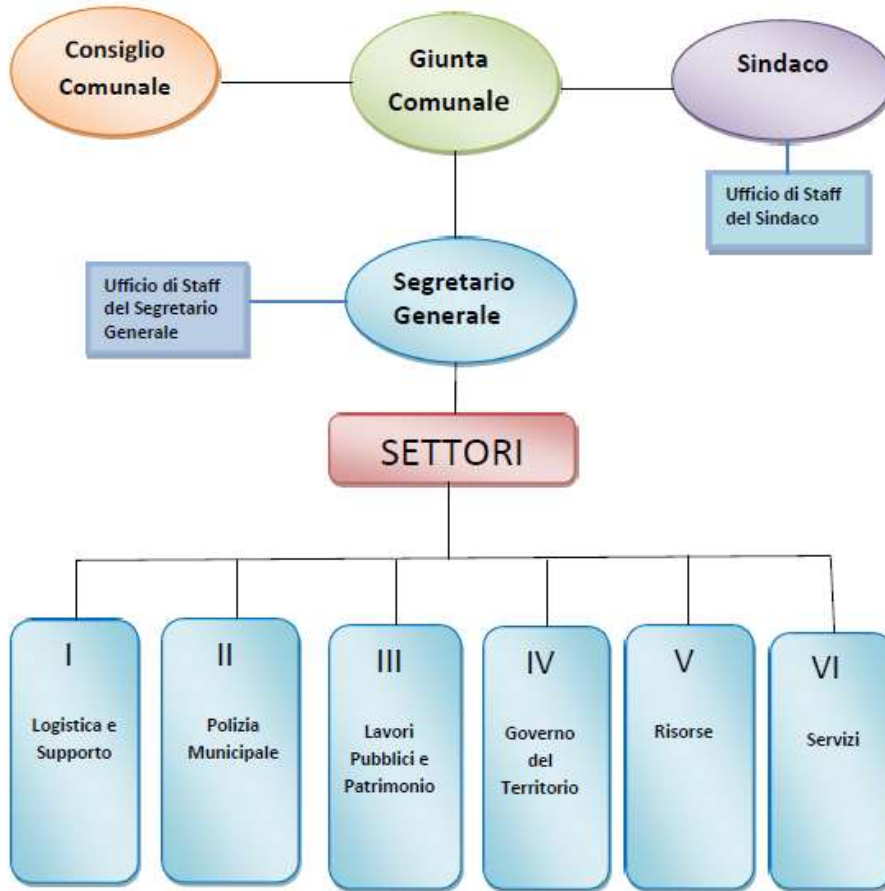 Consiglio
Comunale
Giunta
Comunale
Sindaco
Ufficio di Staff
del Sindaco
Ufficio di Staff
del Segretario
Generale
Segretario
Generale
SETTORI
I
Logistica e
Supporto
II
Polizia
Municipale
III
Lavori
Pubblici e
Patrimonio
IV
Governo
del
Territorio
V
Risorse
VI
Servizi